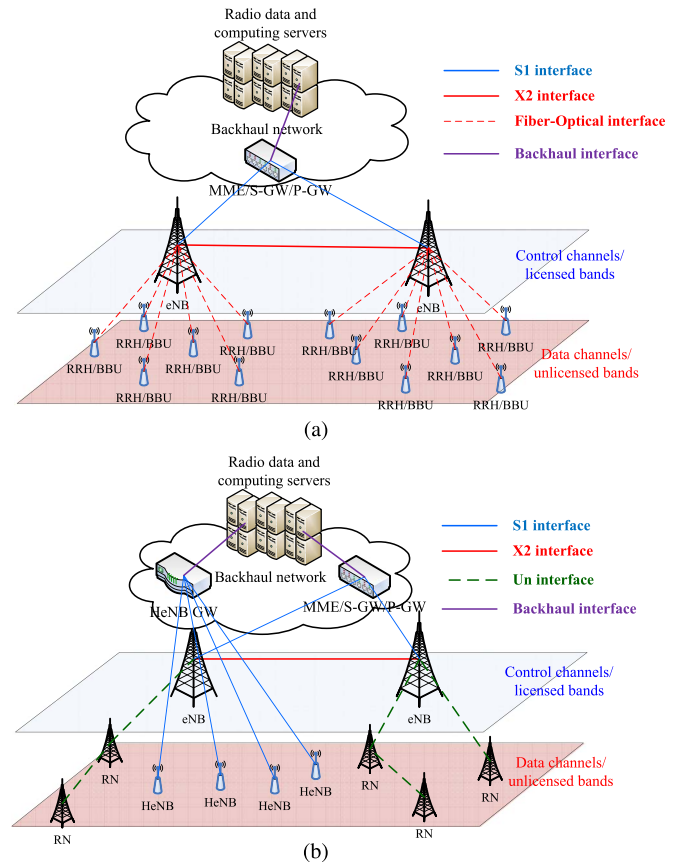 Radio data and
computing servers
S1 interface
X2 interface
Fiber-Optical interface
Backhaul interface
Backhaul network
MME/S-GW/P-GW
Control channels/
licensed bands
eNB
eNB
RRH/BBU
RRH/BBU
RRH/BBU
RRH/BBU
RRH/BBU
RRH/BBU
RRH/BBU
RRH/BBU
RRH/BBU
RRH/BBU
RRH/BBU
RRH/BBU
Data channels/
unlicensed bands
(a)
Radio data and
computing servers
S1 interface
X2 interface
Un interface
Backhaul interface
Backhaul network
HeNB GW
MME/S-GW/P-GW
Control channels/
licensed bands
eNB
eNB
RN
HeNB
HeNB
HeNB
HeNB
RN
RN
RN
RN
Data channels/
unlicensed bands
(b)